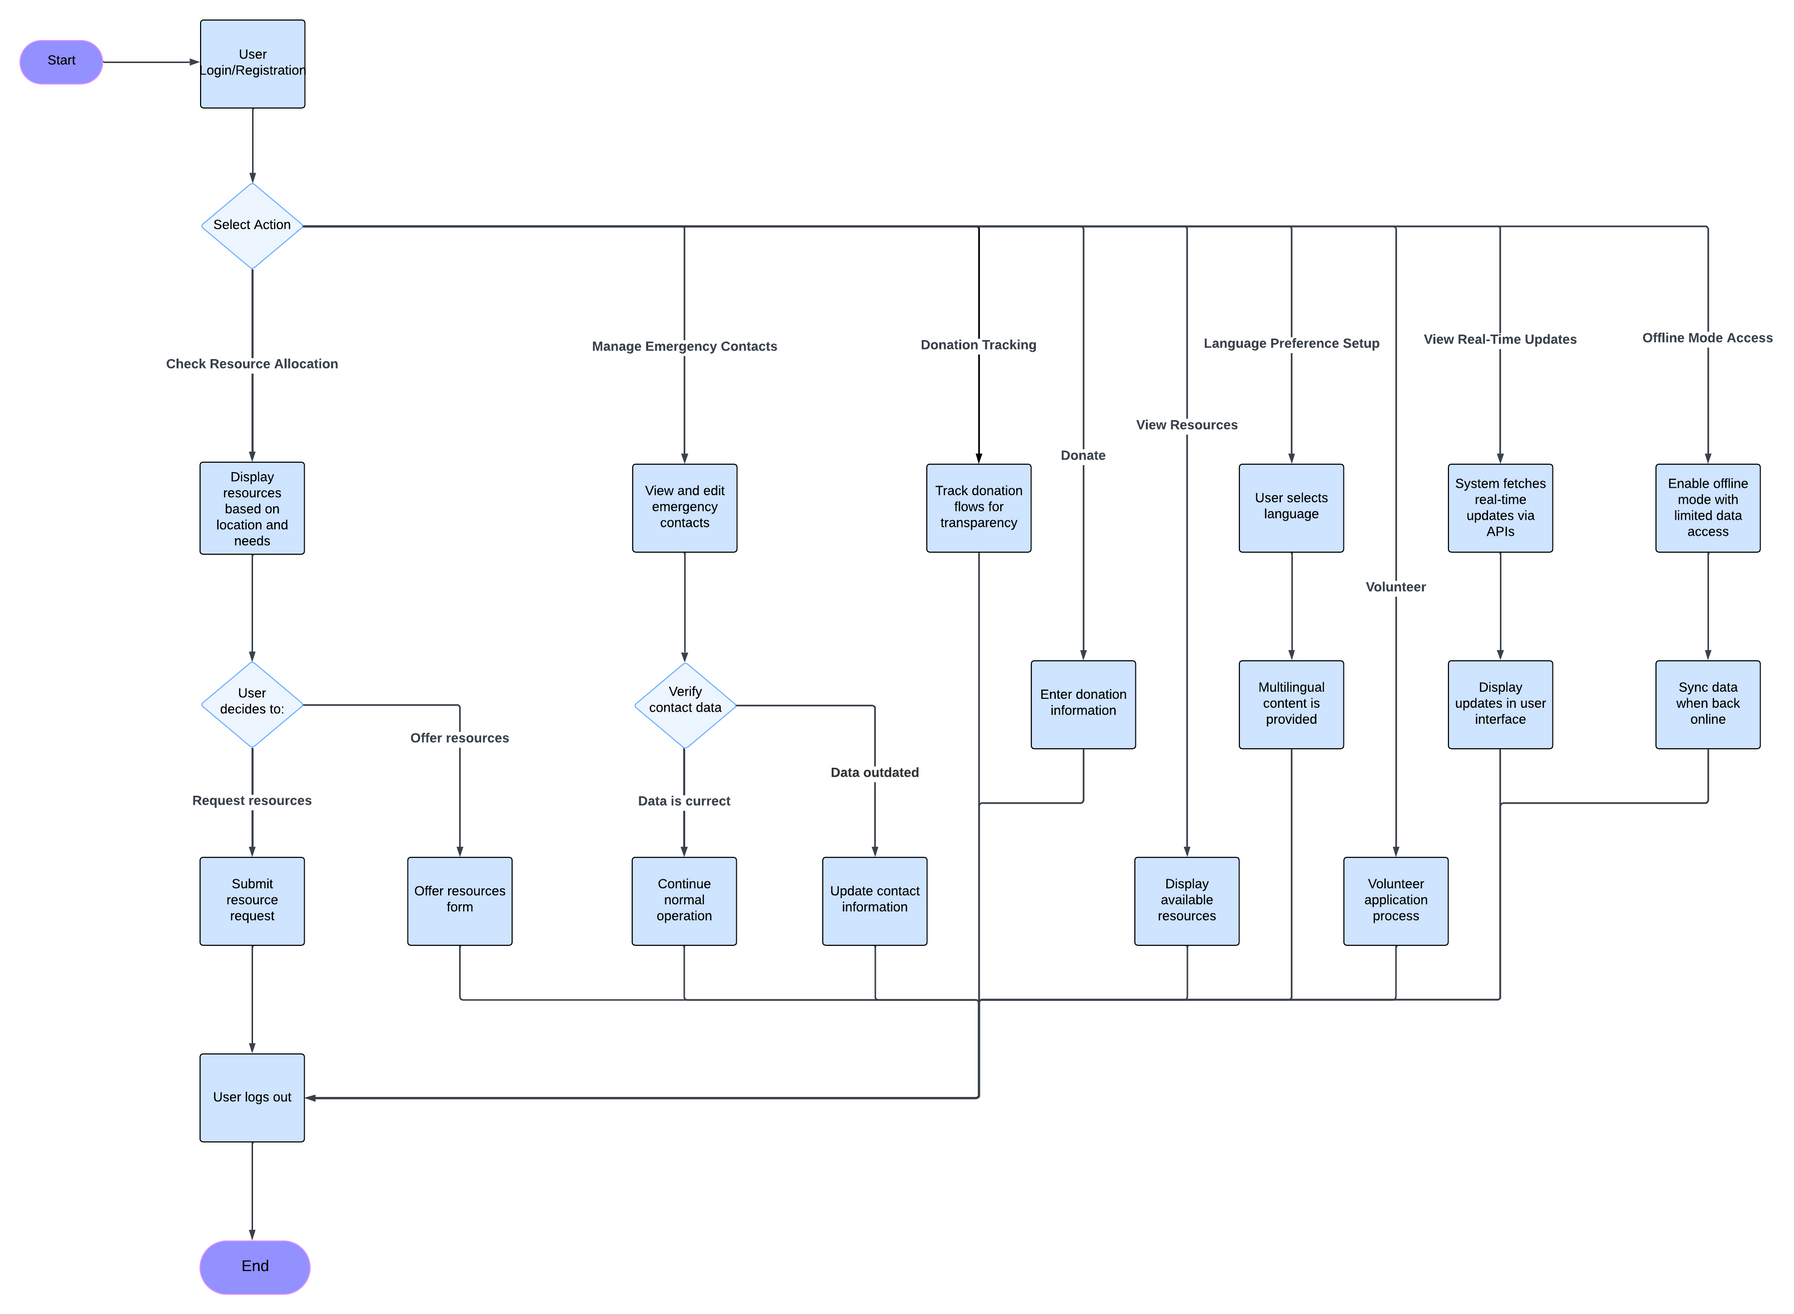 Start
User
Login/Registration
Select Action
Check Resource Allocation
Manage Emergency Contacts
Donation Tracking
Donate
View Resources
Language Preference Setup
Volunteer
View Real-Time Updates
Offline Mode Access
Display
resources
based on
location and
needs
View and edit
emergency
contacts
Track donation
flows for
transparency
User selects
language
System fetches
real-time
updates via
APIs
Enable offline
mode with
limited data
access
User
decides to:
Offer resources
Request resources
Verify
contact data
Data outdated
Data is currect
Enter donation
information
Multilingual
content is
provided
Display
updates in user
interface
Sync data
when back
online
Submit
resource
request
Offer resources
form
Continue
normal
operation
Update contact
information
Display
available
resources
Volunteer
application
process
User logs out
End